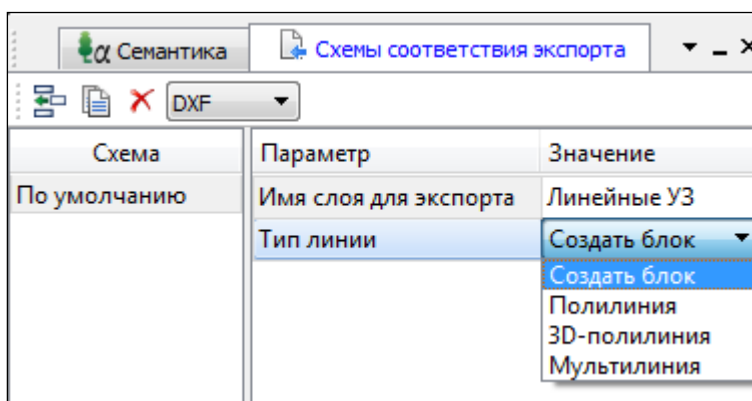 α Семантика
Схемы соответствия экспорта
DXF
Схема
Параметр
Значение
По умолчанию
Имя слоя для экспорта
Линейные УЗ
Тип линии
Создать блок
Создать блок
Полилиния
3D-полилиния
Мультилиния